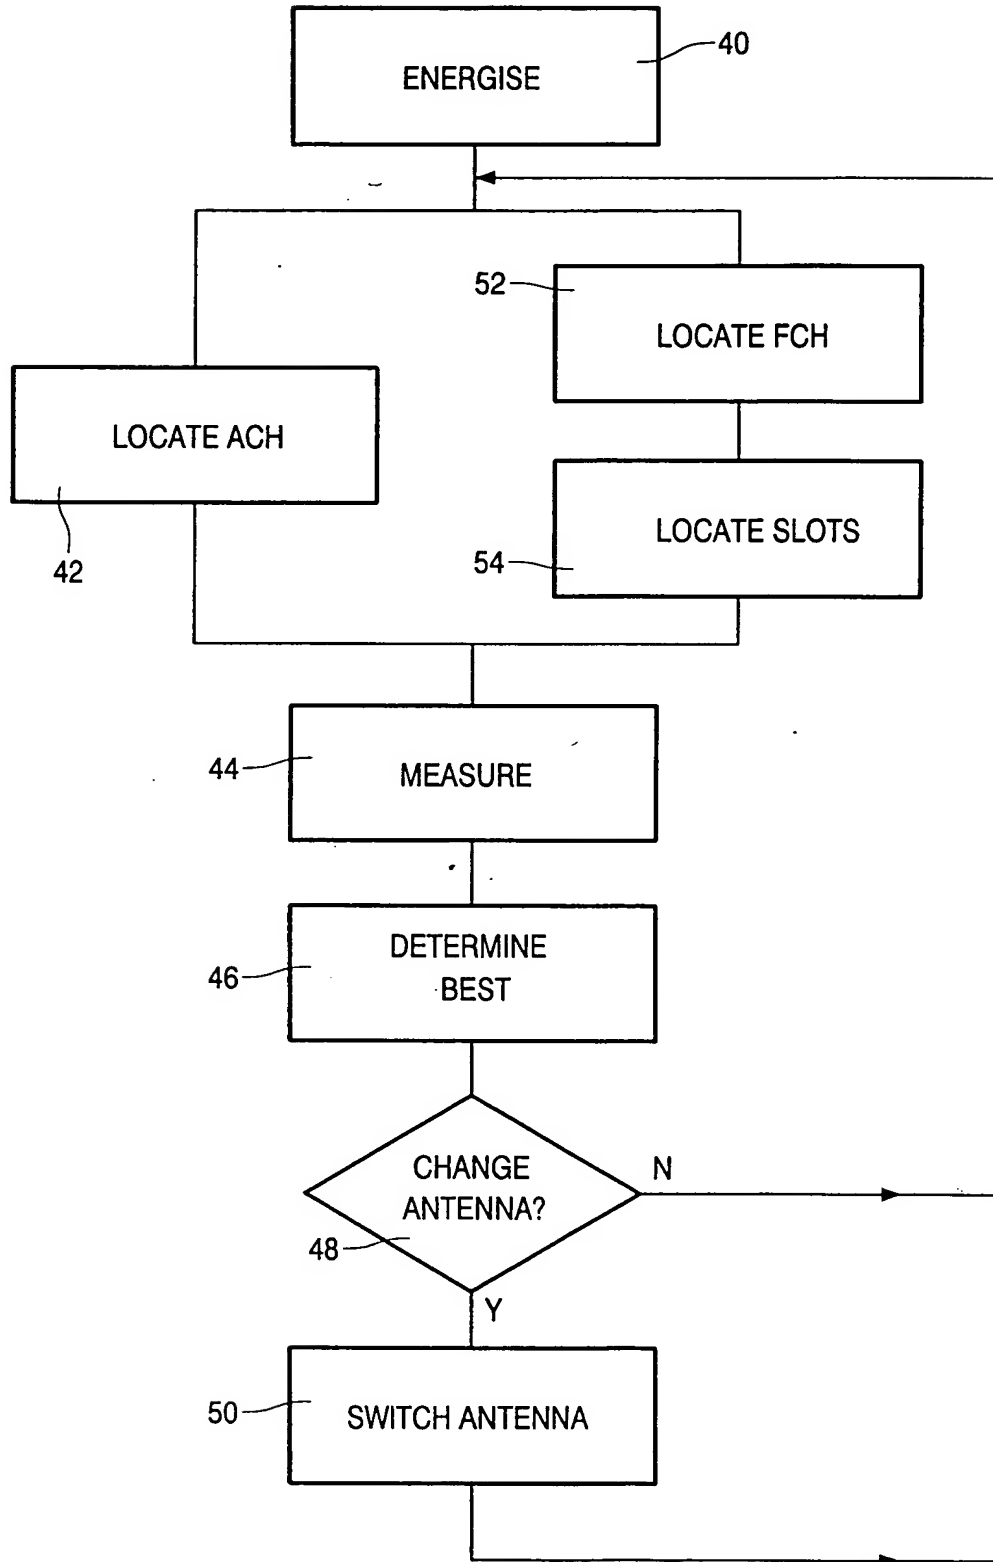 40
ENERGISE
52
LOCATE FCH
LOCATE ACH
42
LOCATE SLOTS
54
44
MEASURE
46
DETERMINE
BEST
CHANGE
ANTENNA?
N
48
Y
50
SWITCH ANTENNA